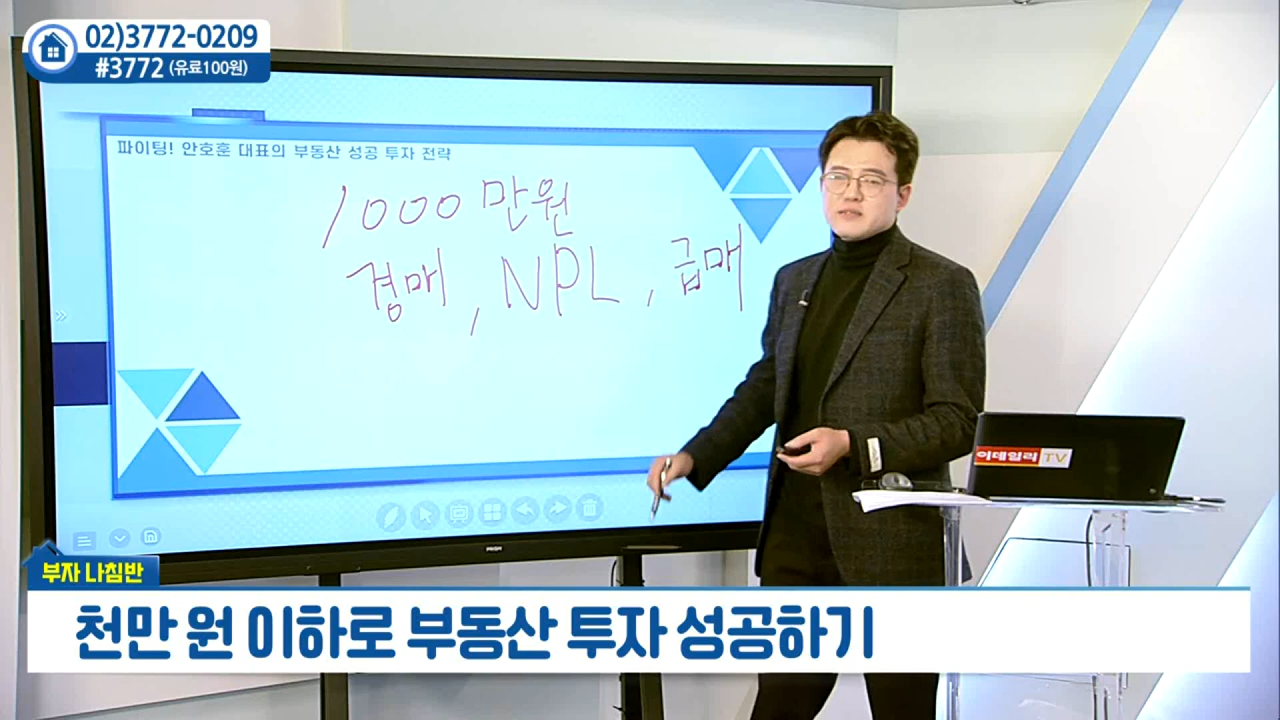 02)3772-0209
#3772 (유료100원)
파이팅! 안호훈 대표의 부동산 성공 투자 전략
1000만원
경매, NPL, 급매
이데일리 TV
부자 나침반
천만 원 이하로 부동산 투자 성공하기